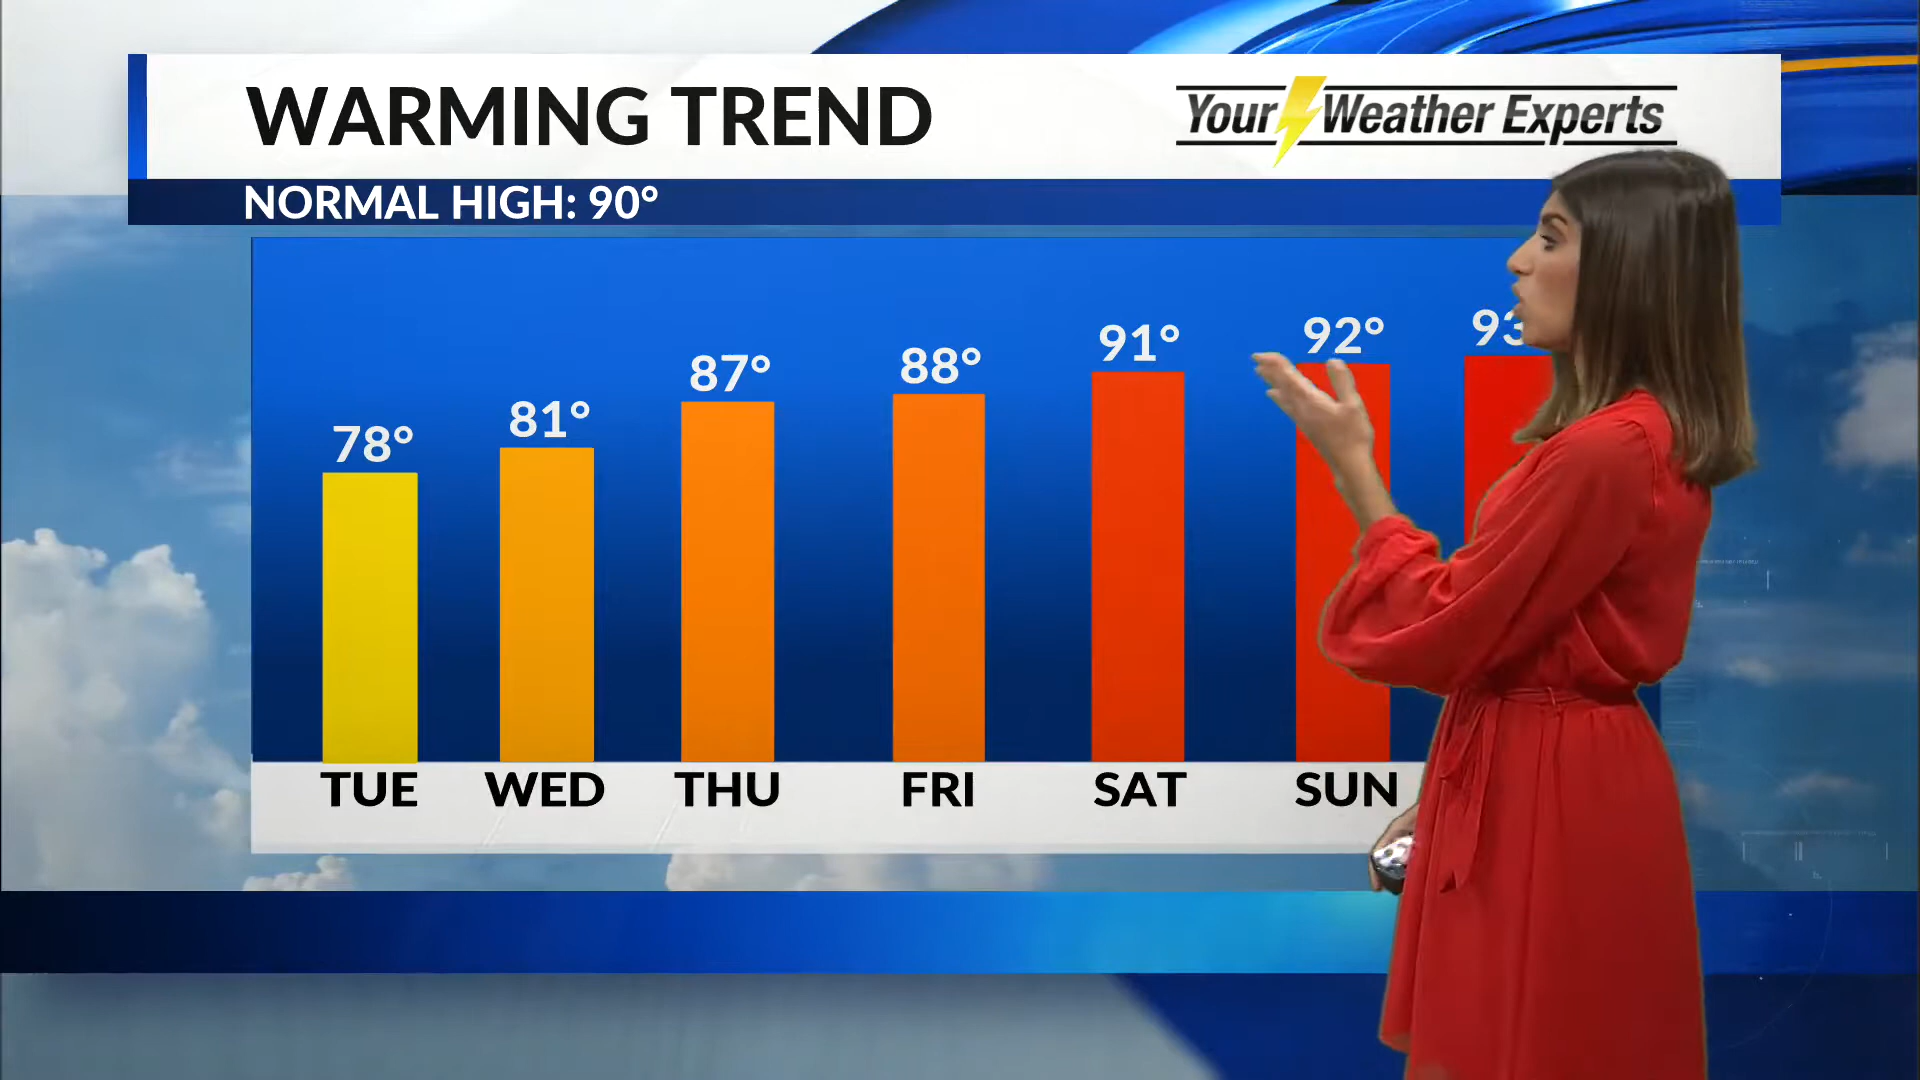 WARMING TREND
Your Weather Experts
NORMAL HIGH: 90°
78° 81° 87° 88° 91° 92° 93
TUE WED THU FRI SAT SUN